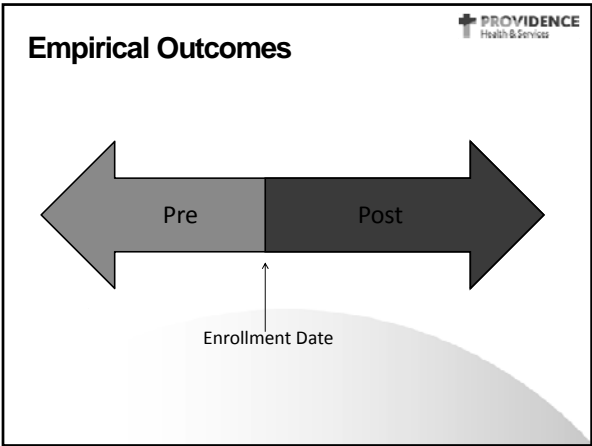 Empirical Outcomes
PROVIDENCE
Health & Services
Pre
Post
Enrollment Date